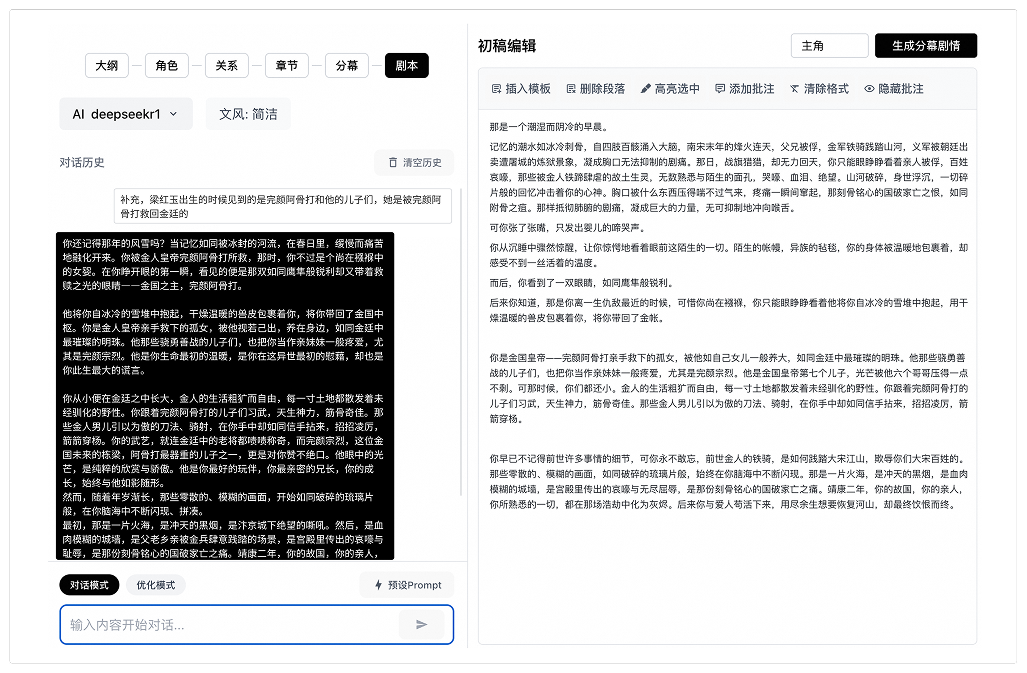 大纲
角色
关系
章节
分幕
剧本
AI deepseekr1
文风: 简洁
对话历史
清空历史
补充，梁红玉出生的时候见到的是完颜阿骨打和他的儿子们，她是被完颜阿
骨打救回金廷的
你还记得那年的风雪吗？当记忆如同被冰封的河流，在春日里，缓慢而痛苦
地融化开来。你被金人皇帝完颜阿骨打所救，那时，你不过是个尚在襁褓中
的女婴。在你睁开眼的第一瞬，看见的便是那双如同鹰隼般锐利却又带着救
赎之光的眼睛——金国之主，完颜阿骨打。
他将你自冰冷的雪堆中抱起，干燥温暖的兽皮包裹着你，将你带回了金国中
枢。你是金人皇帝亲手救下的孤女，被他视若己出，养在身边，如同金廷中
最璀璨的明珠。他那些骁勇善战的儿子们，也把你当作亲妹妹一般疼爱，尤
其是完颜宗烈。他是你生命最初的温暖，是你在这异世最初的慰藉，却也是
你此生最大的谎言。
你从小便在金廷之中长大，金人的生活粗犷而自由，每一寸土地都散发着未
经驯化的野性。你跟着完颜阿骨打的儿子们习武，天生神力，筋骨奇佳。那
些金人男儿引以为傲的刀法、骑射，在你手中却如同信手拈来，招招凌厉，
箭箭穿杨。你的武艺，就连金廷中的老将都啧啧称奇，而完颜宗烈，这位金
国未来的栋梁，阿骨打最器重的儿子之一，更是对你赞不绝口。他眼中的光
芒，是纯粹的欣赏与骄傲。他是你最好的玩伴，你最亲密的兄长，你的成
长，始终与他如影随形。
然而，随着年岁渐长，那些零散的、模糊的画面，开始如同破碎的琉璃片
般，在你脑海中不断闪现、拼凑。
最初，那是一片火海，是冲天的黑烟，是汴京城下绝望的嘶吼。然后，是血
肉模糊的城墙，是父老乡亲被金兵肆意践踏的场景，是宫殿里传出的哀嚎与
耻辱，是那份刻骨铭心的国破家亡之痛。靖康二年，你的故国，你的亲人，
对话模式
优化模式
预设Prompt
输入内容开始对话...
初稿编辑
主角
生成分幕剧情
插入模板
删除段落
高亮选中
添加批注
清除格式
隐藏批注
那是一个潮湿而阴冷的早晨。
记忆的潮水如冰冷刺骨，自四肢百骸涌入大脑，南宋末年的烽火连天，父兄被俘，金军铁骑践踏山河，义军被朝廷出
卖遭屠城的炼狱景象，凝成胸口无法抑制的剧痛。那日，战旗猎猎，却无力回天，你只能眼睁睁看着亲人被俘，百姓
哀嚎，那些被金人铁蹄肆虐的故土生灵，无数熟悉与陌生的面孔，哭嚎、血泪、绝望。山河破碎，身世浮沉，一切碎
片般的回忆冲击着你的心神。胸口被什么东西压得喘不过气来，疼痛一瞬间窜起，那刻骨铭心的国破家亡之恨，如同
附骨之疽。那样抵彻肺腑的剧痛，凝成巨大的力量，无可抑制地冲向喉舌。
可你张了张嘴，只发出婴儿的啼哭声。
你从沉睡中骤然惊醒，让你惊愕地看着眼前这陌生的一切。陌生的帐幔，异族的毡毯，你的身体被温暖地包裹着，却
感受不到一丝活着的温度。
而后，你看到了一双眼睛，如同鹰隼般锐利。
后来你知道，那是你离一生仇敌最近的时候，可惜你尚在襁褓，你只能眼睁睁看着他将你自冰冷的雪堆中抱起，用干
燥温暖的兽皮包裹着你，将你带回了金帐。
你是金国皇帝——完颜阿骨打亲手救下的孤女，被他如自己女儿一般养大，如同金廷中最璀璨的明珠。他那些骁勇善
战的儿子们，也把你当作亲妹妹一般疼爱，尤其是完颜宗烈。他是金国皇帝第七个儿子，光芒被他六个哥哥压得一点
不剩。可那时候，你们都还小。金人的生活粗犷而自由，每一寸土地都散发着未经驯化的野性。你跟着完颜阿骨打的
儿子们习武，天生神力，筋骨奇佳。那些金人男儿引以为傲的刀法、骑射，在你手中却如同信手拈来，招招凌厉，箭
箭穿杨。
你早已不记得前世许多事情的细节，可你永不敢忘，前世金人的铁骑，是如何践踏大宋江山，欺辱你们大宋百姓的。
那些零散的、模糊的画面，如同破碎的琉璃片般，始终在你脑海中不断闪现。那是一片火海，是冲天的黑烟，是血肉
模糊的城墙，是宫殿里传出的哀嚎与无尽屈辱，是那份刻骨铭心的国破家亡之痛。靖康二年，你的故国，你的亲人，
你所熟悉的一切，都在那场浩劫中化为灰烬。后来你与爱人苟活下来，用尽余生想要恢复河山，却最终饮恨而终。